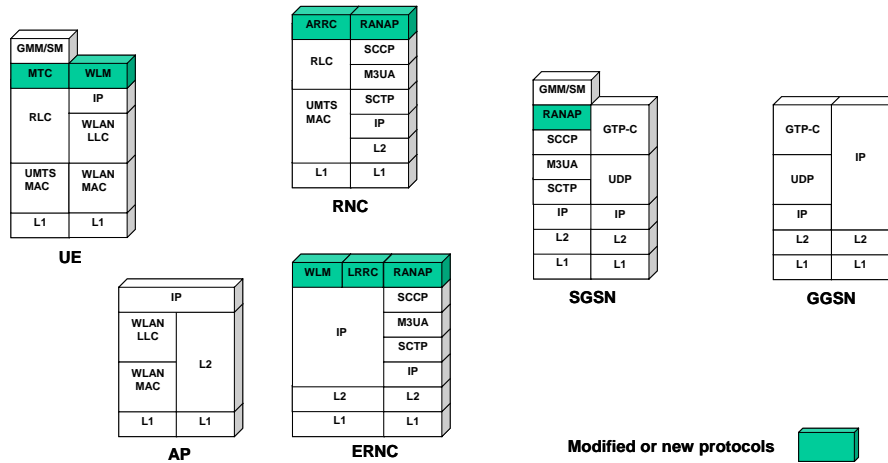 GMM/SM
MTC WLM
RLC
IP
WLAN
LLC
UMTS
MAC
WLAN
MAC
L1 L1
UE
ARRC RANAP
RLC
SCCP
M3UA
UMTS
MAC
SCTP
IP
L2
L1 L1
RNC
GMM/SM
RANAP
GTP-C
SCCP
M3UA
UDP
SCTP
IP IP
L2 L2
L1 L1
SGSN
GTP-C
IP
UDP
IP
L2 L2
L1 L1
GGSN
IP
WLAN
LLC
L2
WLAN
MAC
L1 L1
AP
WLM LRRC RANAP
IP
SCCP
M3UA
SCTP
IP
L2 L2
L1 L1
ERNC
Modified or new protocols